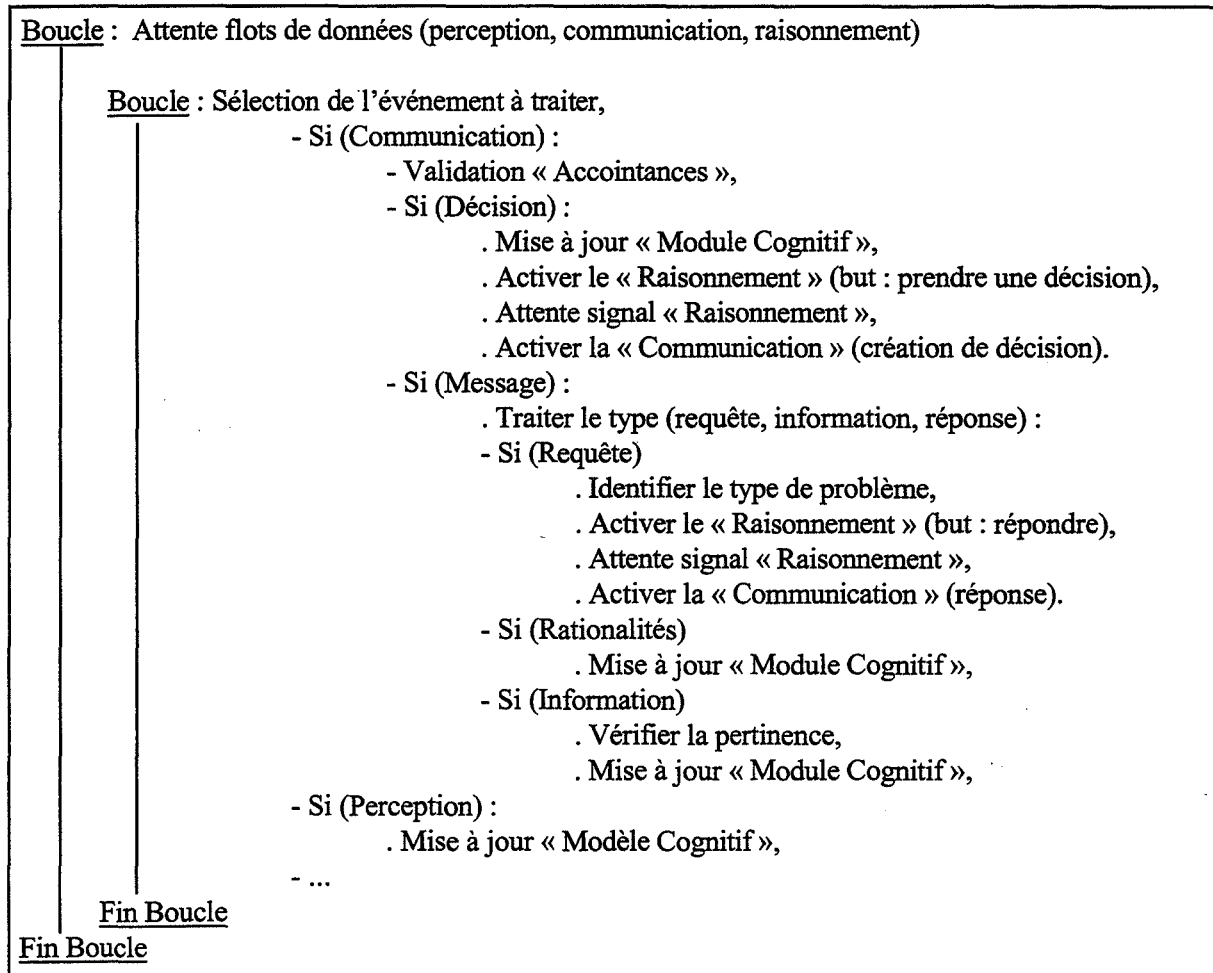 Boucle : Attente flots de données (perception, communication, raisonnement)
Boucle : Sélection de l'événement à traiter,
- Si (Communication) :
- Validation « Accointances »,
- Si (Décision) :
. Mise à jour « Module Cognitif »,
. Activer le « Raisonnement » (but : prendre une décision),
. Attente signal « Raisonnement »,
. Activer la « Communication » (création de décision).
- Si (Message) :
. Traiter le type (requête, information, réponse) :
- Si (Requête)
. Identifier le type de problème,
. Activer le « Raisonnement » (but : répondre),
. Attente signal « Raisonnement »,
. Activer la « Communication » (réponse).
- Si (Rationalités)
. Mise à jour « Module Cognitif »,
- Si (Information)
. Vérifier la pertinence,
. Mise à jour « Module Cognitif »,
- Si (Perception) :
. Mise à jour « Modèle Cognitif »,
- ...
Fin Boucle
Fin Boucle